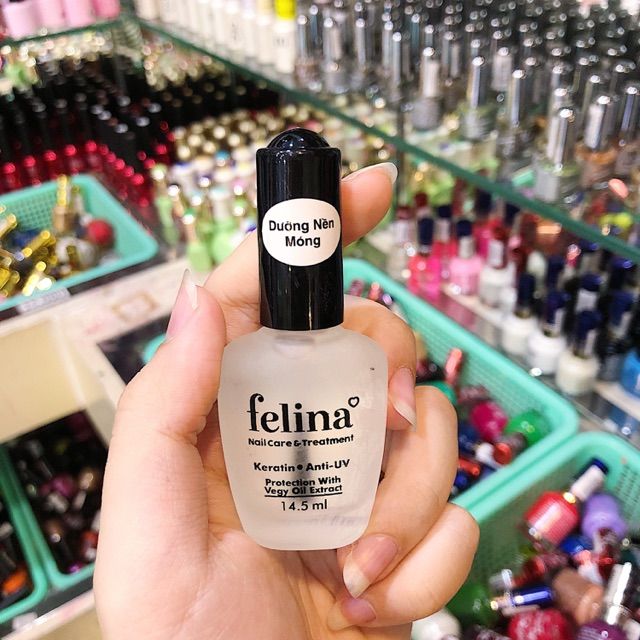 Dưỡng Nền
Móng
felina
Nail Care & Treatment
Keratin • Anti-UV
Protection With
Vegy Oil Extract
14.5 ml